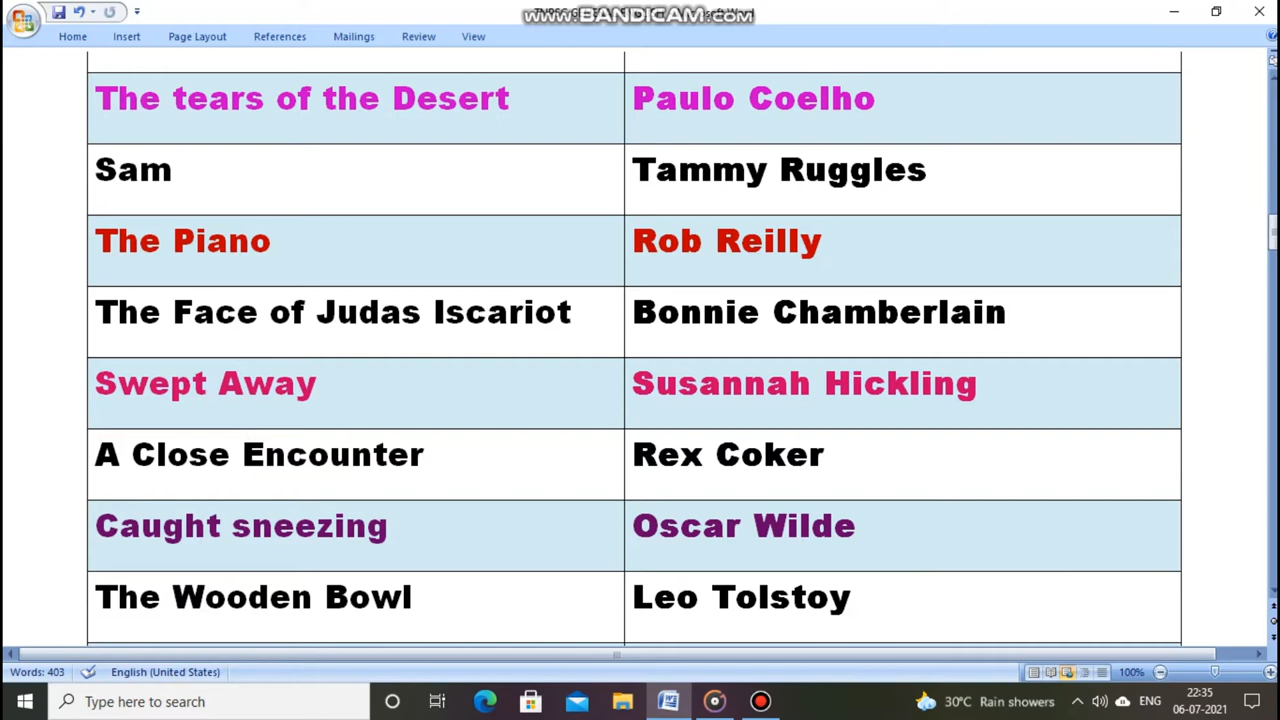 www.BANDICAM.com
Home Insert Page Layout References Mailings Review View
The tears of the Desert Paulo Coelho
Sam Tammy Ruggles
The Piano Rob Reilly
The Face of Judas Iscariot Bonnie Chamberlain
Swept Away Susannah Hickling
A Close Encounter Rex Coker
Caught sneezing Oscar Wilde
The Wooden Bowl Leo Tolstoy
Words: 403 English (United States) 100%
Type here to search 30°C Rain showers ENG 22:35
06-07-2021